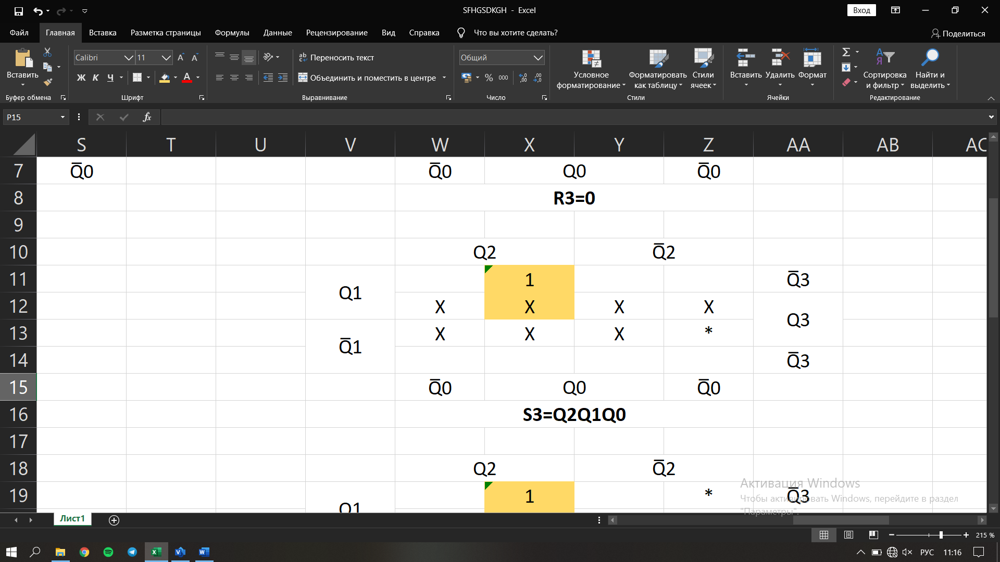 SFHGSDKGH - Excel
Вход
Файл Главная Вставка Разметка страницы Формулы Данные Рецензирование Вид Справка Что вы хотите сделать? Поделиться
Вставить
Calibri 11
Ж К Ч
Переносить текст
Объединить и поместить в центре
Общий
% 000
Условное форматирование
Форматировать как таблицу
Стили ячеек
Вставить Удалить Формат
Сортировка и фильтр
Найти и выделить
Буфер обмена Шрифт Выравнивание Число Стили Ячейки Редактирование
P15 fx
S T U V W X Y Z AA AB AC
7 Q̅0 Q̅0 Q0 Q̅0
8 R3=0
9
10 Q2 Q̅2
11 Q1 1 Q̅3
12 X X X X Q3
13 Q̅1 X X X *
14 Q̅3
15 Q̅0 Q0 Q̅0
16 S3=Q2Q1Q0
17
18 Q2 Q̅2
19 Q1 1 * Q̅3
Активация Windows
Чтобы активировать Windows, перейдите в раздел
"Параметры".
Лист1
215 %
РУС 11:16